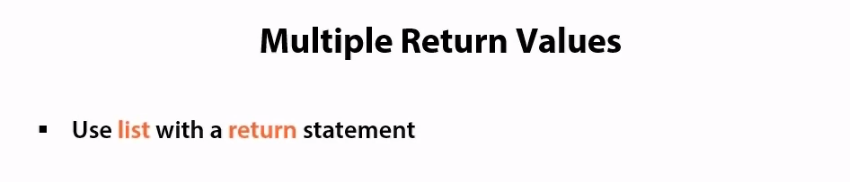 Multiple Return Values
▪ Use list with a return statement